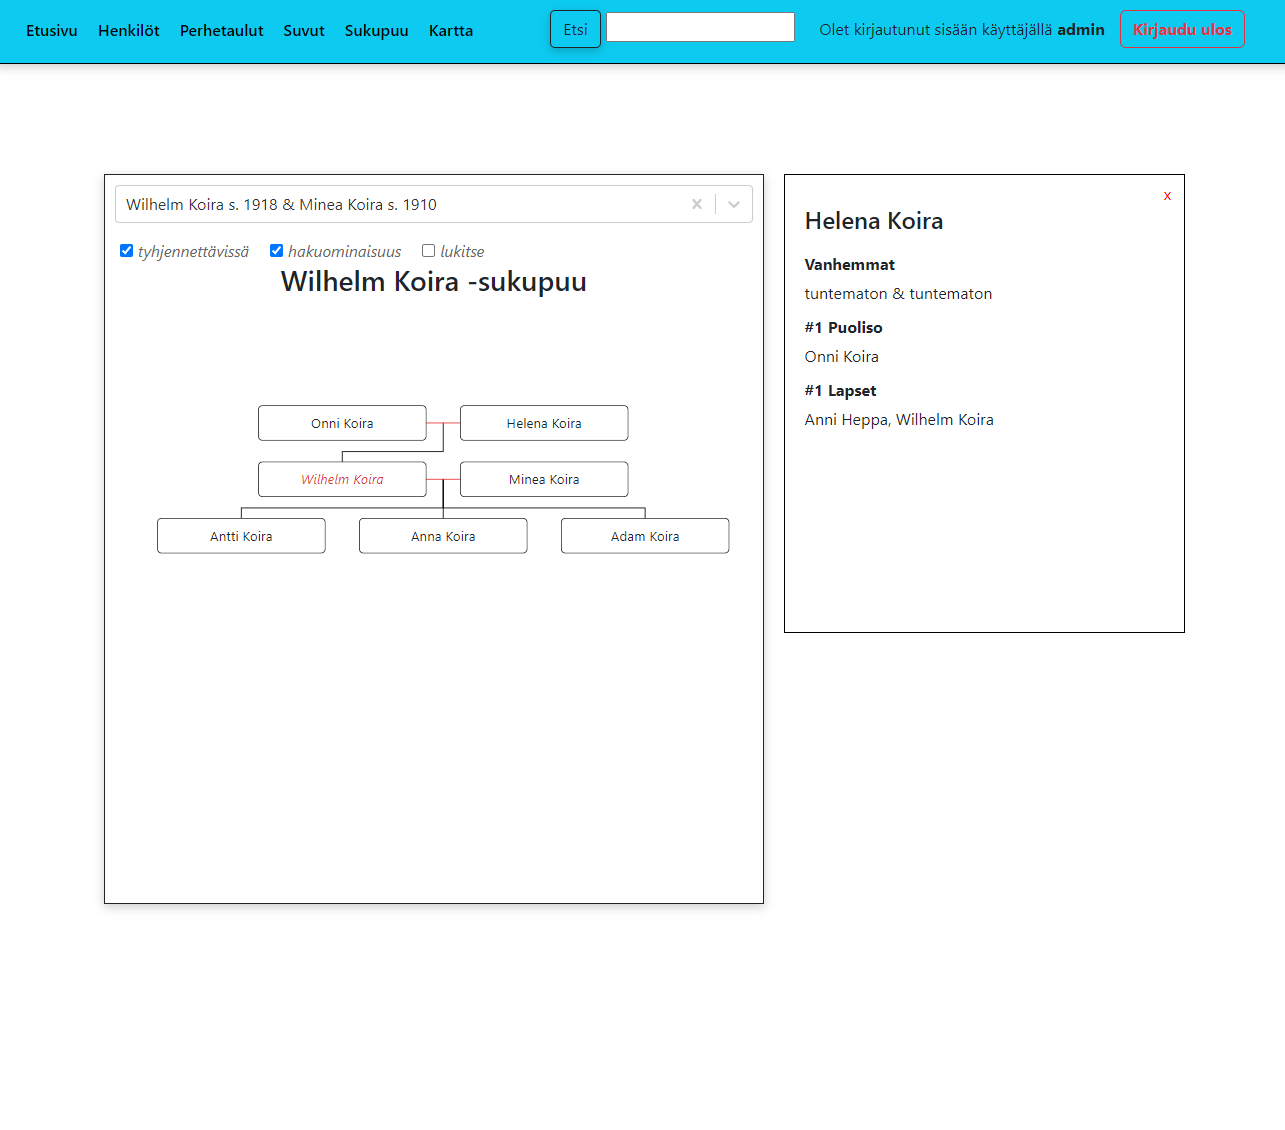 Etusivu Henkilöt Perhetaulut Suvut Sukupuu Kartta Etsi Olet kirjautunut sisään käyttäjällä admin Kirjaudu ulos
Wilhelm Koira s. 1918 & Minea Koira s. 1910
tyhjennettävissä hakuominaisuus lukitse
Wilhelm Koira -sukupuu
Onni Koira Helena Koira
Wilhelm Koira Minea Koira
Antti Koira Anna Koira Adam Koira
x
Helena Koira
Vanhemmat
tuntematon & tuntematon
#1 Puoliso
Onni Koira
#1 Lapset
Anni Heppa, Wilhelm Koira